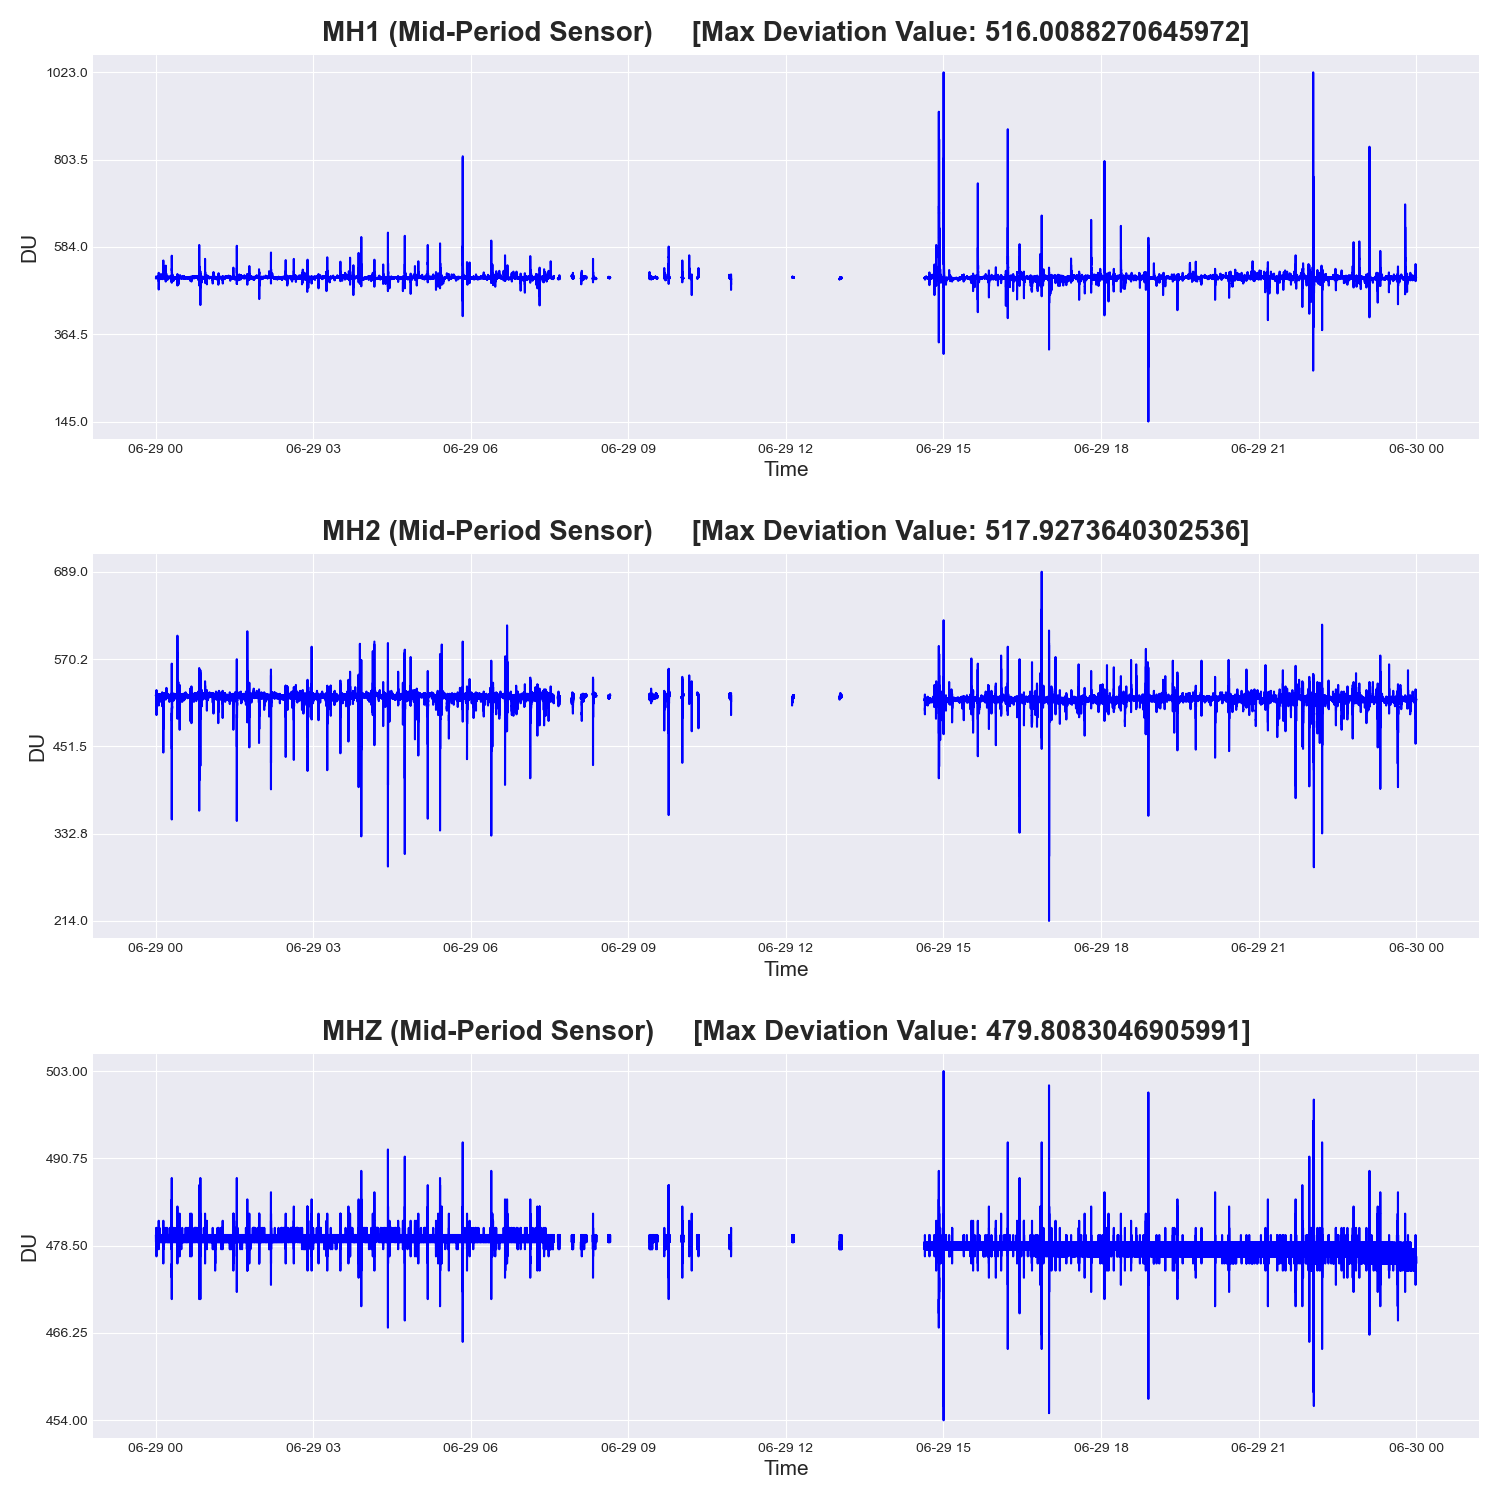 MH1 (Mid-Period Sensor) [Max Deviation Value: 516.0088270645972]
1023.0
803.5
584.0
364.5
145.0
DU
06-29 00 06-29 03 06-29 06 06-29 09 06-29 12 06-29 15 06-29 18 06-29 21 06-30 00
Time
MH2 (Mid-Period Sensor) [Max Deviation Value: 517.9273640302536]
689.0
570.2
451.5
332.8
214.0
DU
06-29 00 06-29 03 06-29 06 06-29 09 06-29 12 06-29 15 06-29 18 06-29 21 06-30 00
Time
MHZ (Mid-Period Sensor) [Max Deviation Value: 479.8083046905991]
503.00
490.75
478.50
466.25
454.00
DU
06-29 00 06-29 03 06-29 06 06-29 09 06-29 12 06-29 15 06-29 18 06-29 21 06-30 00
Time